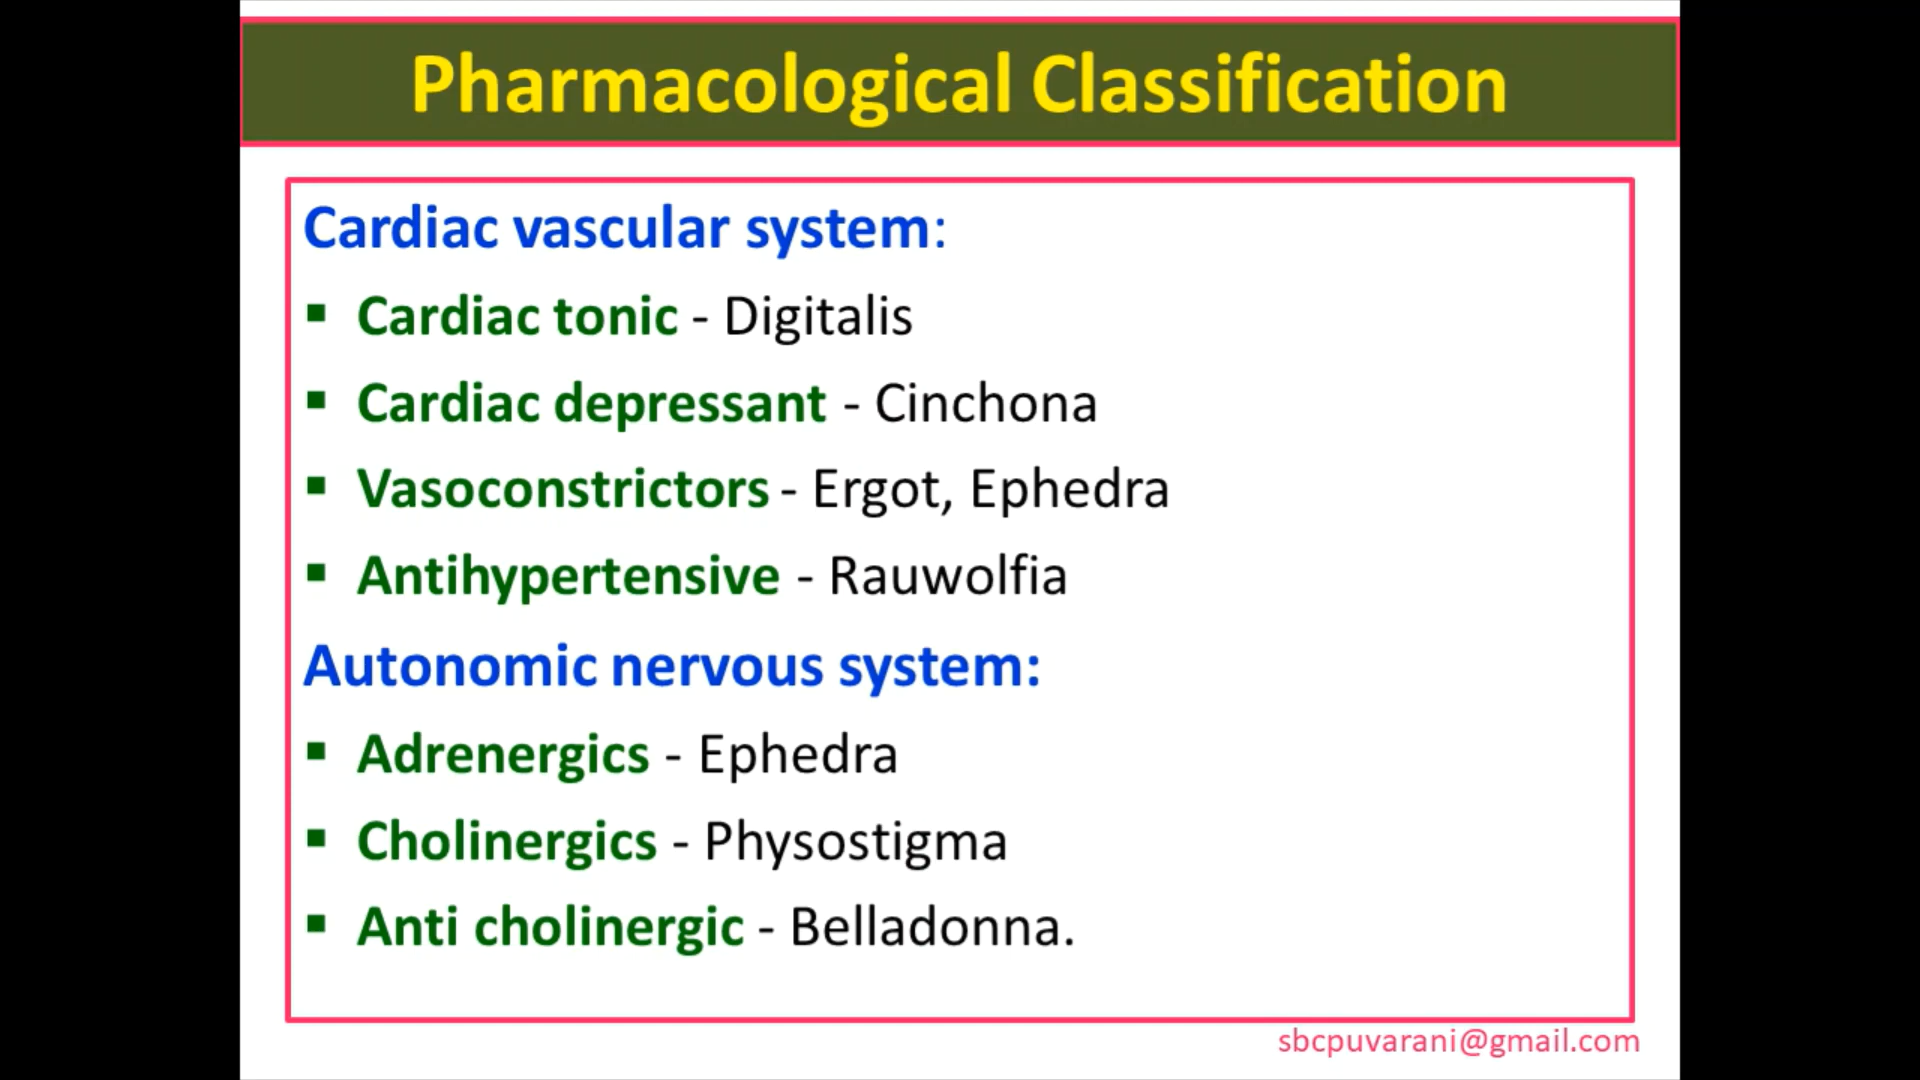 Pharmacological Classification
Cardiac vascular system:
▪ Cardiac tonic - Digitalis
▪ Cardiac depressant - Cinchona
▪ Vasoconstrictors - Ergot, Ephedra
▪ Antihypertensive - Rauwolfia
Autonomic nervous system:
▪ Adrenergics - Ephedra
▪ Cholinergics - Physostigma
▪ Anti cholinergic - Belladonna.
sbcpuvarani@gmail.com